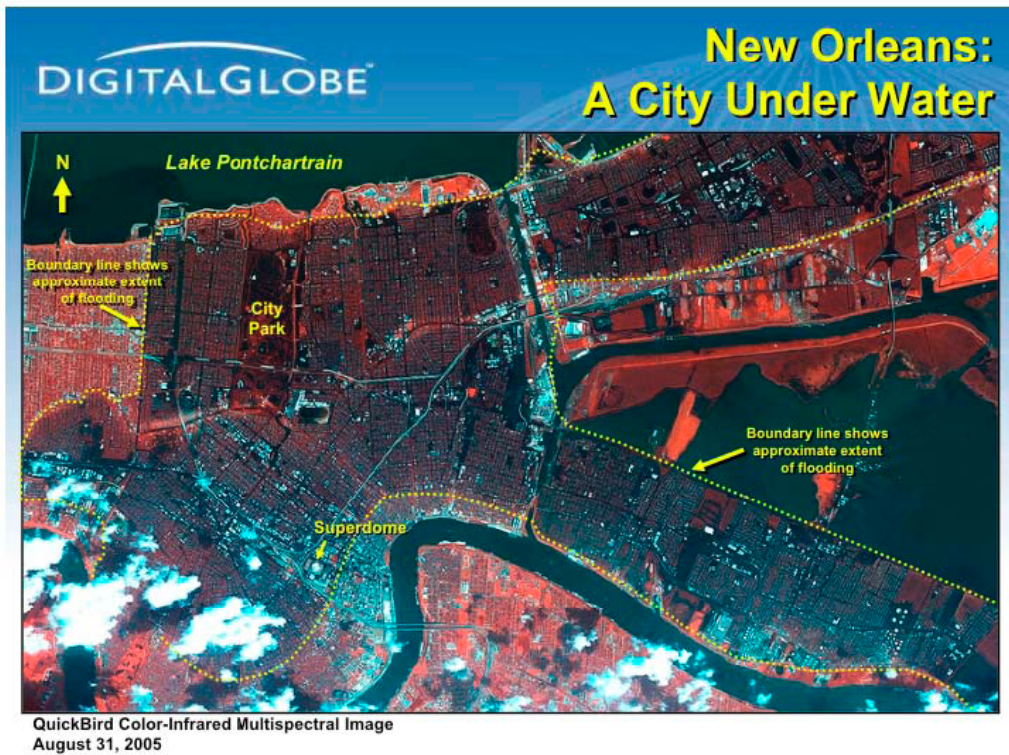 DIGITALGLOBE™
New Orleans:
A City Under Water
N
Lake Pontchartrain
Boundary line shows
approximate extent
of flooding
City
Park
Boundary line shows
approximate extent
of flooding
Superdome
QuickBird Color-Infrared Multispectral Image
August 31, 2005